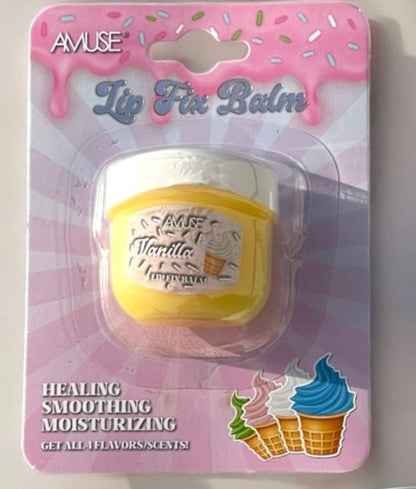 AMUSE®
Lip Fix Balm
AMUSE
Vanilla
LIP FIX BALM
HEALING
SMOOTHING
MOISTURIZING
GET ALL 4 FLAVORS/SCENTS!